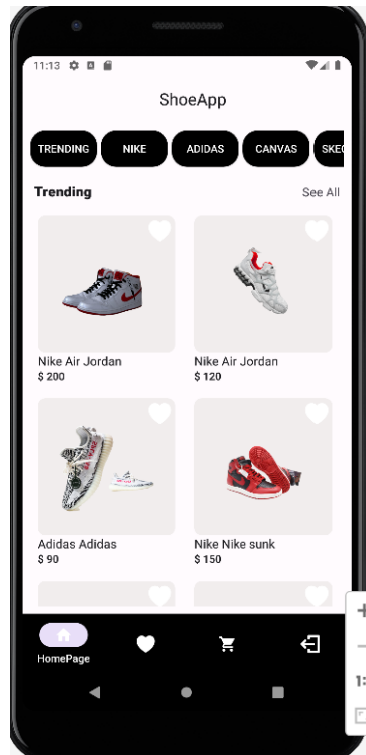 11:13
ShoeApp
TRENDING NIKE ADIDAS CANVAS SKEC
Trending See All
Nike Air Jordan Nike Air Jordan
$ 200 $ 120
Adidas Adidas Nike Nike sunk
$ 90 $ 150
HomePage
1: